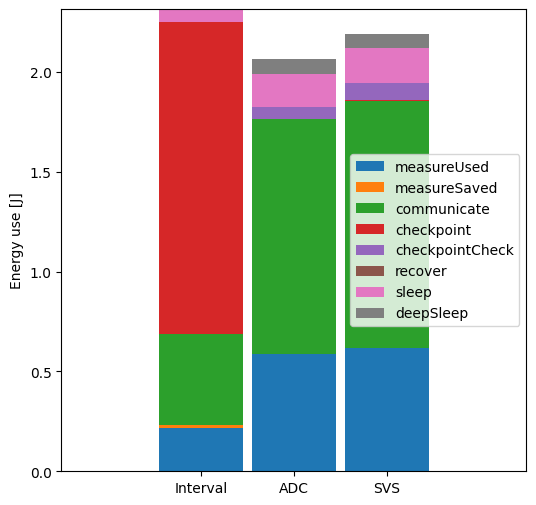 Energy use [J]
2.0
1.5
1.0
0.5
0.0
Interval
ADC
SVS
measureUsed
measureSaved
communicate
checkpoint
checkpointCheck
recover
sleep
deepSleep